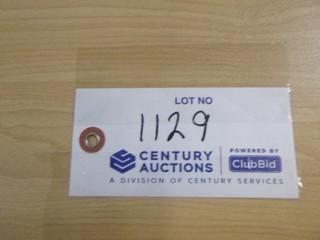 LOT NO
1129
CENTURY AUCTIONS
POWERED BY
ClubBid
A DIVISION OF CENTURY SERVICES